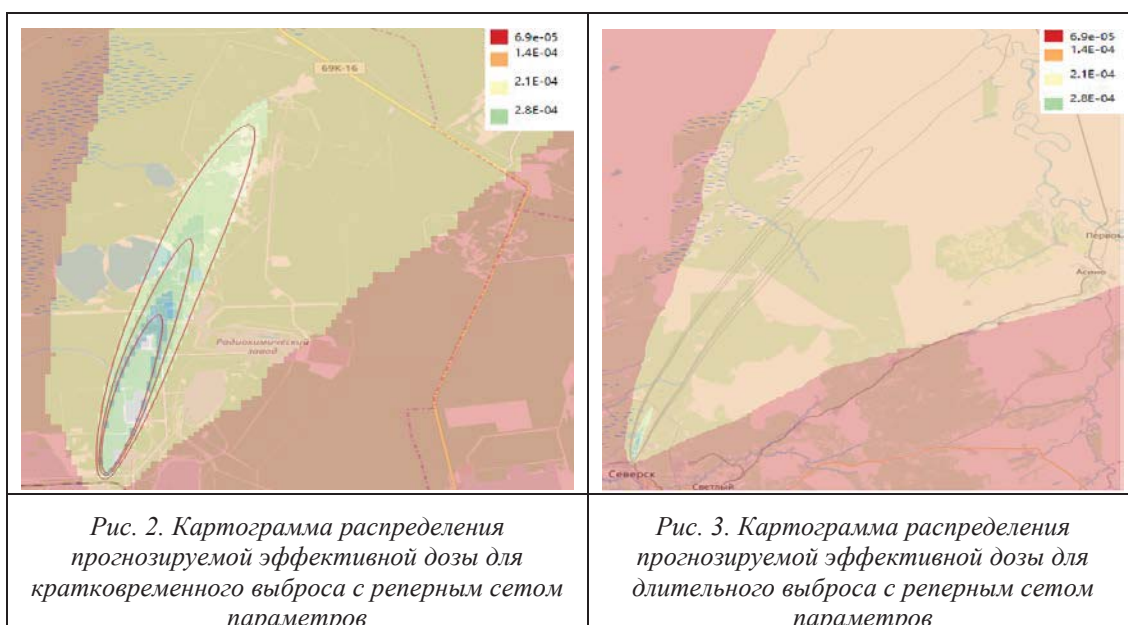 6.9e-05
1.4E-04
2.1E-04
2.8E-04
69К-16
Радиохимический
завод
6.9e-05
1.4E-04
2.1E-04
2.8E-04
Асино
Северск
Светлый
Рис. 2. Картограмма распределения
прогнозируемой эффективной дозы для
кратковременного выброса с реперным сетом
параметров
Рис. 3. Картограмма распределения
прогнозируемой эффективной дозы для
длительного выброса с реперным сетом
параметров